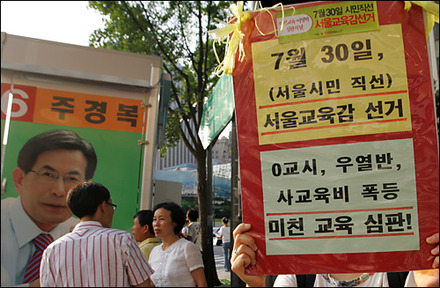 6 주경복
7월30일 시민직선
서울교육감선거
7월 30일,
(서울시민 직선)
서울교육감 선거
0교시, 우열반,
사교육비 폭등
미친 교육 심판!